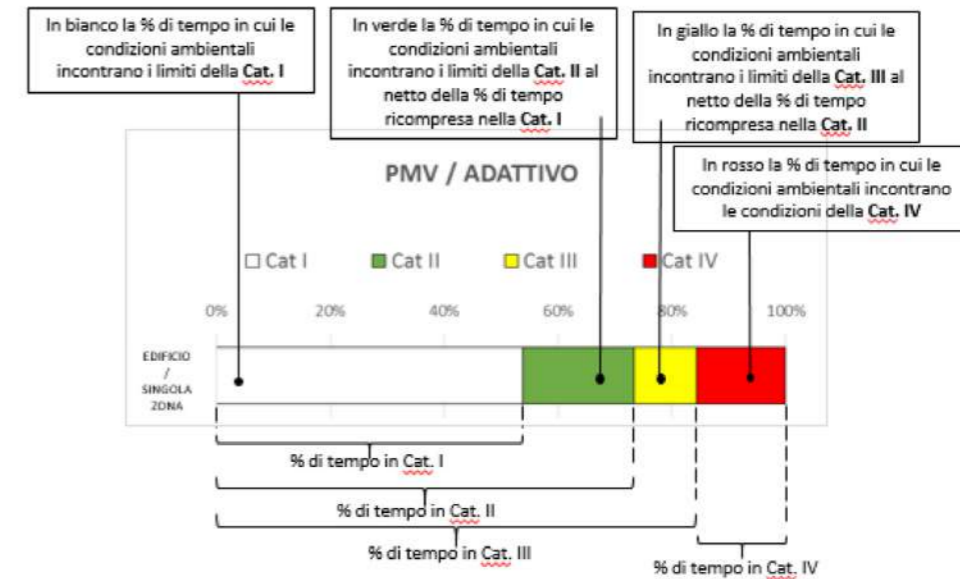 In bianco la % di tempo in cui le
condizioni ambientali
incontrano i limiti della Cat. I
In verde la % di tempo in cui le
condizioni ambientali
incontrano i limiti della Cat. II al
netto della % di tempo
ricompresa nella Cat. I
In giallo la % di tempo in cui le
condizioni ambientali
incontrano i limiti della Cat. III al
netto della % di tempo
ricompresa nella Cat. II
In rosso la % di tempo in cui le
condizioni ambientali incontrano
le condizioni della Cat. IV
PMV / ADATTIVO
Cat I Cat II Cat III Cat IV
0% 20% 40% 60% 80% 100%
EDIFICIO
/
SINGOLA
ZONA
% di tempo in Cat. I
% di tempo in Cat. II
% di tempo in Cat. III
% di tempo in Cat. IV